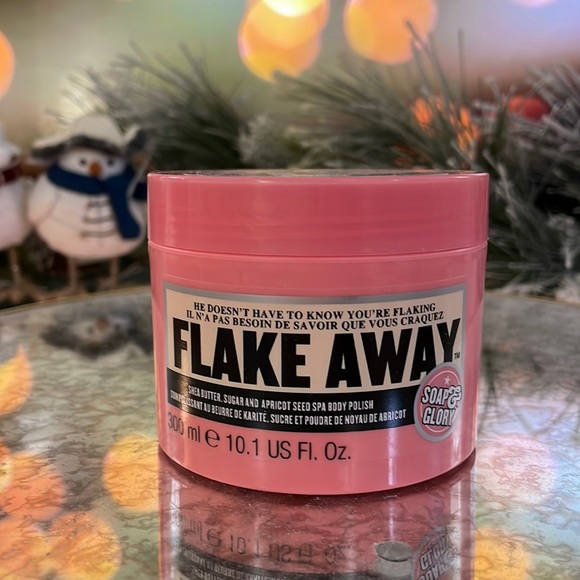 HE DOESN'T HAVE TO KNOW YOU'RE FLAKING
IL N'A PAS BESOIN DE SAVOIR QUE VOUS CRAQUEZ
FLAKE AWAY™
SHEA BUTTER, SUGAR AND APRICOT SEED SPA BODY POLISH
AU BEURRE DE KARITÉ, SUCRE ET POUDRE DE NOYAU DE ABRICOT
SOAP &
GLORY
300 ml e 10.1 US Fl. Oz.